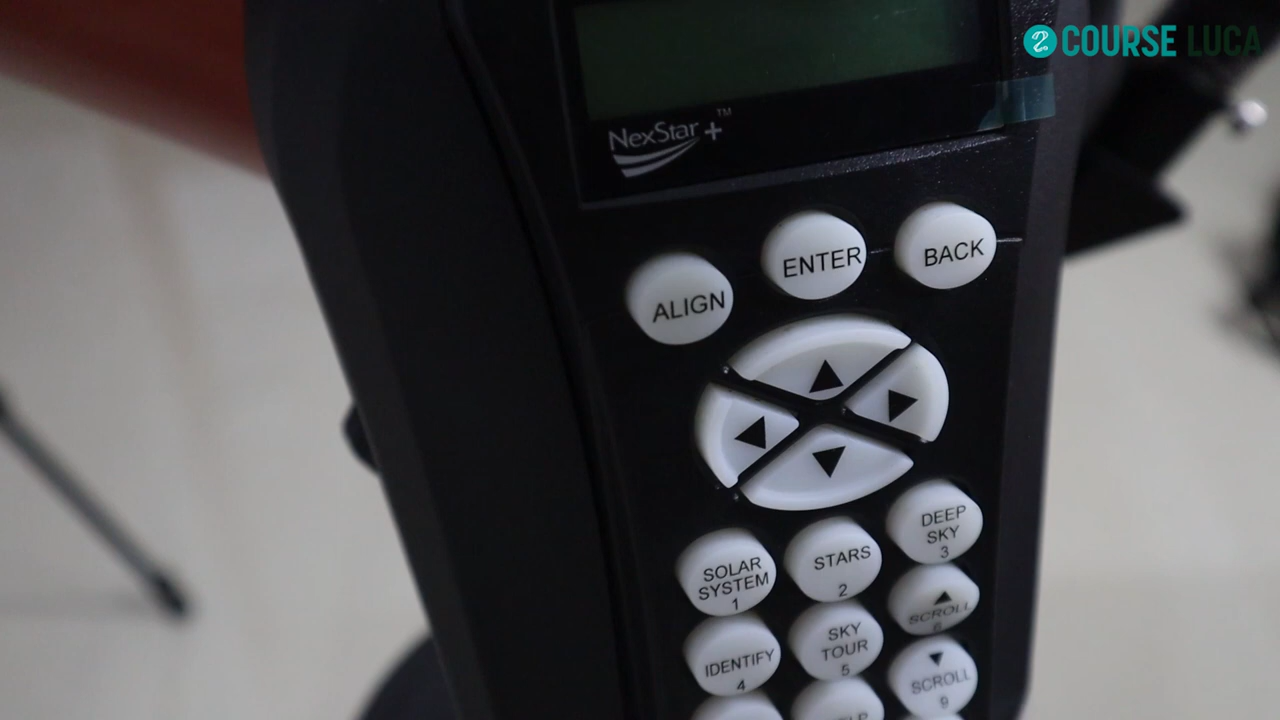 COURSE LUCA
NexStar+™
ALIGN
ENTER
BACK
SOLAR
SYSTEM
1
STARS
2
DEEP
SKY
3
IDENTIFY
4
SKY
TOUR
5
SCROLL
6
SCROLL
9